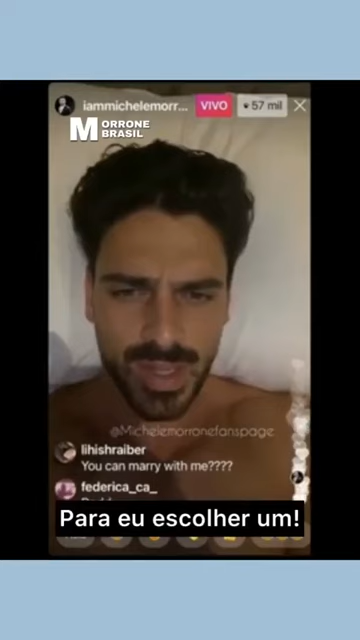 iammichelemorr...
VIVO
57 mil
MORRONE
BRASIL
@Michelemorronefanspage
lihishraiber
You can marry with me????
federica_ca_
Para eu escolher um!